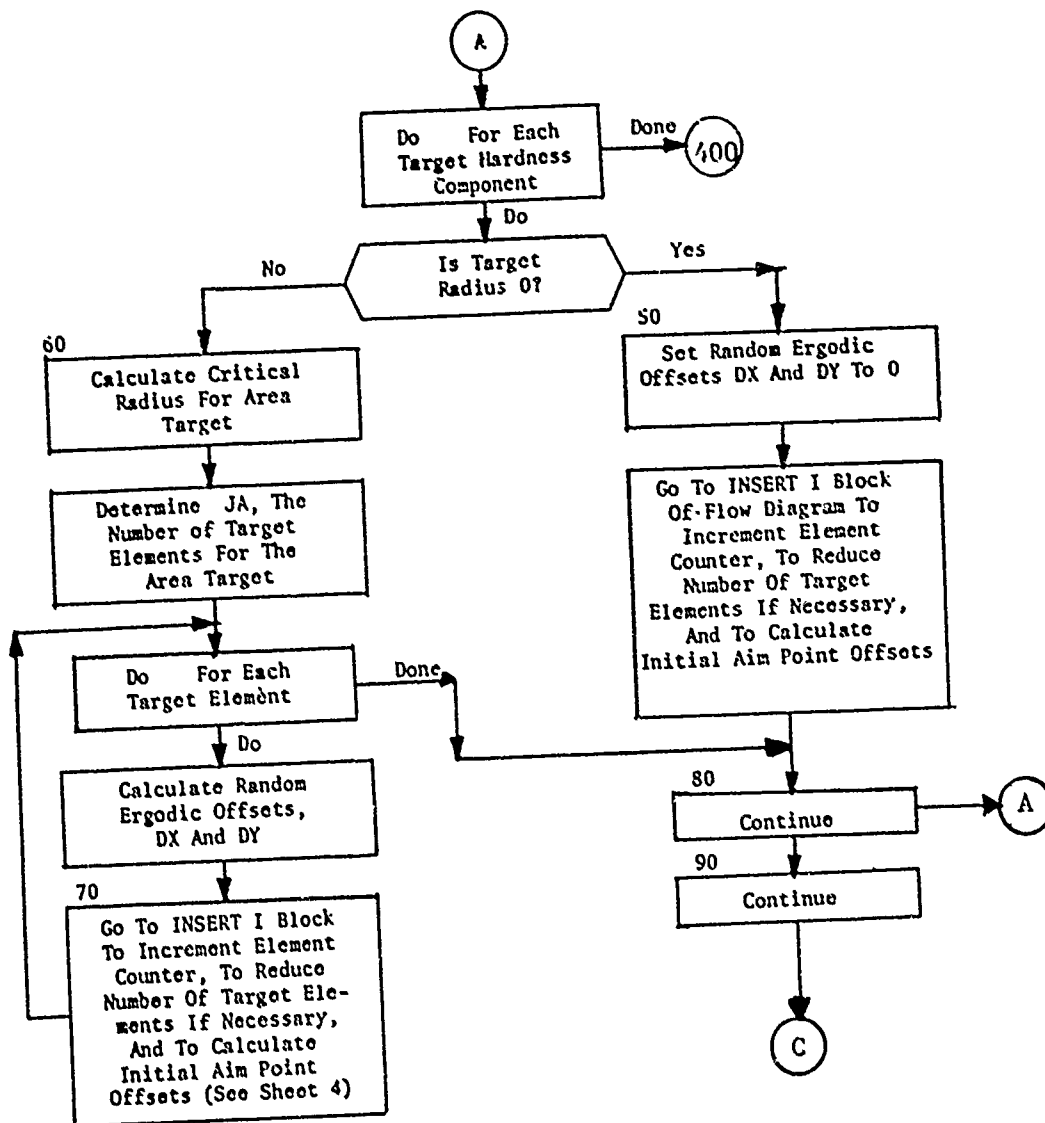 A
Do For Each
Target Hardness
Component
Done
400
Do
Is Target
Radius 0?
No
Yes
60
Calculate Critical
Radius For Area
Target
50
Set Random Ergodic
Offsets DX And DY To 0
Determine JA, The
Number of Target
Elements For The
Area Target
Go To INSERT I Block
Of-Flow Diagram To
Increment Element
Counter, To Reduce
Number Of Target
Elements If Necessary,
And To Calculate
Initial Aim Point Offsets
Do For Each
Target Element
Done
Do
Calculate Random
Ergodic Offsets,
DX And DY
80
Continue
A
90
Continue
70
Go To INSERT I Block
To Increment Element
Counter, To Reduce
Number Of Target Ele-
ments If Necessary,
And To Calculate
Initial Aim Point
Offsets (See Sheet 4)
C